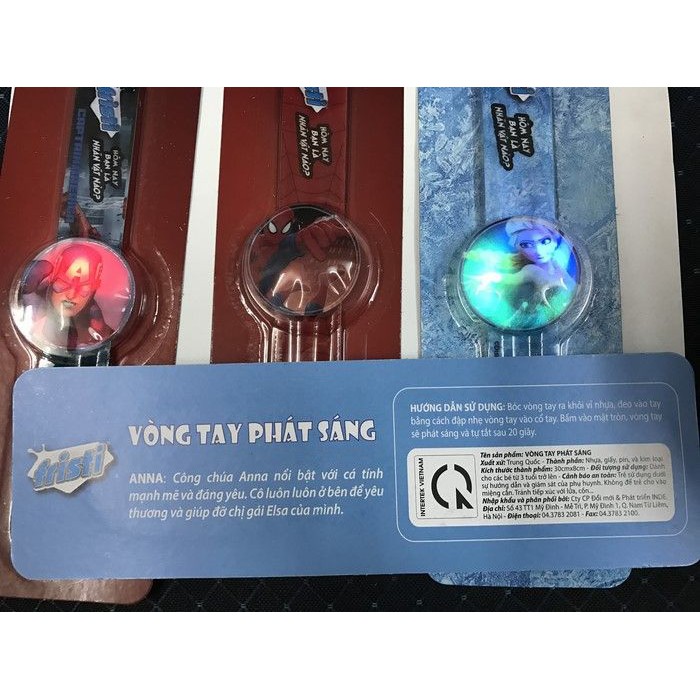 fristi
HÔM NAY
BẠN LÀ
NHÂN VẬT NÀO?
fristi
HÔM NAY
BẠN LÀ
NHÂN VẬT NÀO?
fristi
HÔM NAY
BẠN LÀ
NHÂN VẬT NÀO?
A
fristi
VÒNG TAY PHÁT SÁNG
ANNA: Công chúa Anna nổi bật với cá tính
mạnh mẽ và đáng yêu. Cô luôn luôn ở bên để yêu
thương và giúp đỡ chị gái Elsa của mình.
HƯỚNG DẪN SỬ DỤNG: Bóc vòng tay ra khỏi vỉ nhựa, đeo vào tay
bằng cách đập nhẹ vòng tay vào cổ tay. Bấm vào mặt tròn, vòng tay
sẽ phát sáng và tự tắt sau 20 giây.
INTERTEK VIETNAM
Tên sản phẩm: VÒNG TAY PHÁT SÁNG
Xuất xứ: Trung Quốc - Thành phần: Nhựa, giấy, pin, và kim loại
Kích thước thành phẩm: 30cmx8cm - Đối tượng sử dụng: Dành
cho các bé từ 3 tuổi trở lên - Cảnh báo an toàn: Trẻ sử dụng dưới
sự hướng dẫn và giám sát của phụ huynh. Không để trẻ cho vào
miệng cắn. Tránh tiếp xúc với lửa, cồn...
Nhập khẩu và phân phối bởi: Cty CP Đổi mới & Phát triển INDE.
Địa chỉ: Số 43 TT1 Mỹ Đình - Mễ Trì, P. Mỹ Đình 1, Q. Nam Từ Liêm,
Hà Nội - Điện thoại: 04.3783 2081 - Fax: 04.3783 2100.